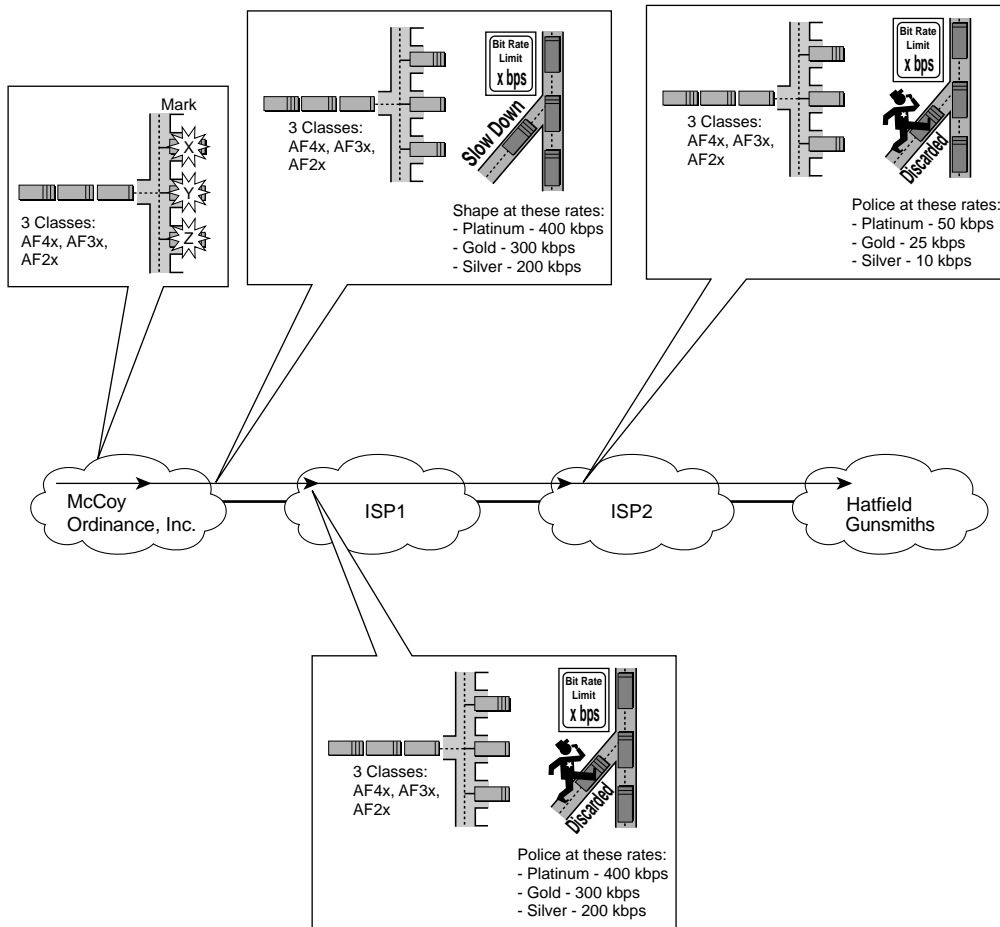 Mark
X
Y
Z
3 Classes:
AF4x, AF3x,
AF2x
3 Classes:
AF4x, AF3x,
AF2x
Bit Rate
Limit
x bps
Slow Down
Shape at these rates:
- Platinum - 400 kbps
- Gold - 300 kbps
- Silver - 200 kbps
3 Classes:
AF4x, AF3x,
AF2x
Bit Rate
Limit
x bps
Discarded
Police at these rates:
- Platinum - 50 kbps
- Gold - 25 kbps
- Silver - 10 kbps
McCoy
Ordinance, Inc.
ISP1
ISP2
Hatfield
Gunsmiths
3 Classes:
AF4x, AF3x,
AF2x
Bit Rate
Limit
x bps
Discarded
Police at these rates:
- Platinum - 400 kbps
- Gold - 300 kbps
- Silver - 200 kbps